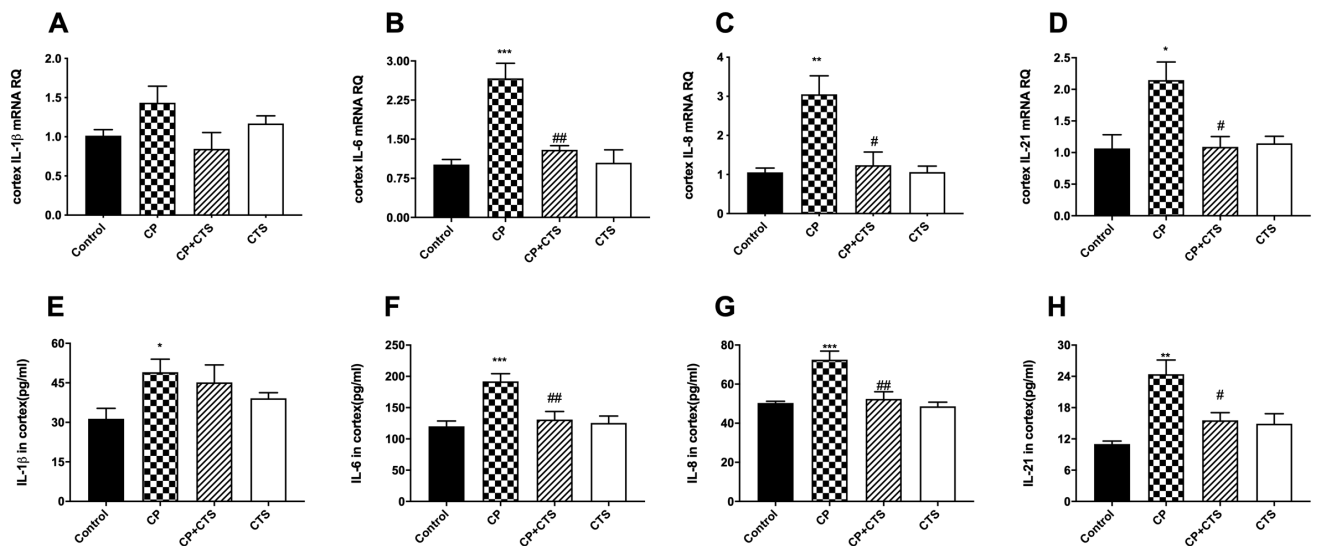 A
cortex IL-1β mRNA RQ
2.0
1.5
1.0
0.5
0.0
Control
CP
CP+CTS
CTS
B
cortex IL-6 mRNA RQ
3.00
2.25
1.50
0.75
0.00
***
##
Control
CP
CP+CTS
CTS
C
cortex IL-8 mRNA RQ
4
3
2
1
0
**
#
Control
CP
CP+CTS
CTS
D
cortex IL-21 mRNA RQ
2.5
2.0
1.5
1.0
0.5
0.0
*
#
Control
CP
CP+CTS
CTS
E
IL-1β in cortex(pg/ml)
60
45
30
15
0
*
Control
CP
CP+CTS
CTS
F
IL-6 in cortex(pg/ml)
250
200
150
100
50
0
***
##
Control
CP
CP+CTS
CTS
G
IL-8 in cortex(pg/ml)
80
60
40
20
0
***
##
Control
CP
CP+CTS
CTS
H
IL-21 in cortex(pg/ml)
30
24
18
12
6
0
**
#
Control
CP
CP+CTS
CTS